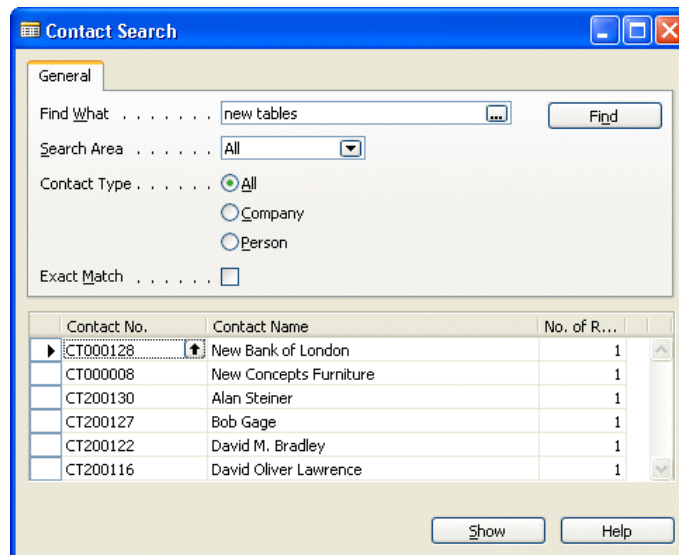 Contact Search
General
Find What . . . . . . . new tables ... Find
Search Area . . . . . . All
Contact Type . . . . . . All
Company
Person
Exact Match . . . . . .
Contact No. Contact Name No. of R...
CT000128 New Bank of London 1
CT000008 New Concepts Furniture 1
CT200130 Alan Steiner 1
CT200127 Bob Gage 1
CT200122 David M. Bradley 1
CT200116 David Oliver Lawrence 1
Show Help